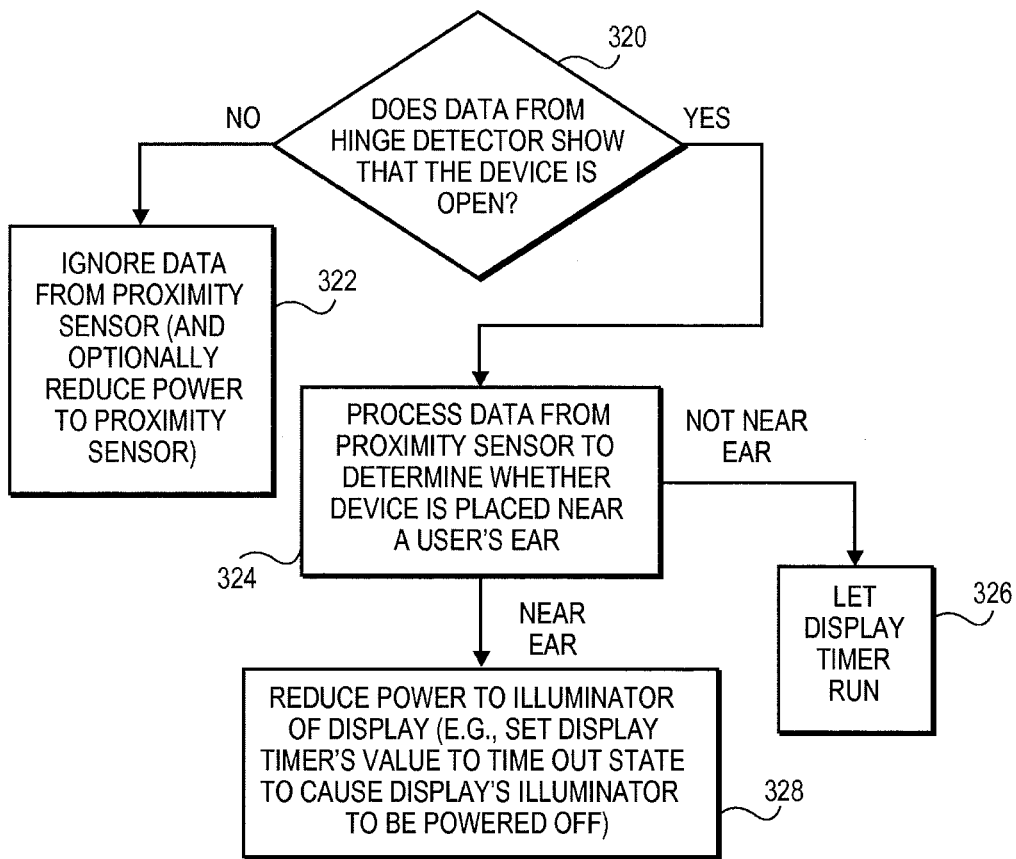 320
DOES DATA FROM
HINGE DETECTOR SHOW
THAT THE DEVICE IS
OPEN?
NO
YES
IGNORE DATA
FROM PROXIMITY
SENSOR (AND
OPTIONALLY
REDUCE POWER
TO PROXIMITY
SENSOR)
322
PROCESS DATA FROM
PROXIMITY SENSOR TO
DETERMINE WHETHER
DEVICE IS PLACED NEAR
A USER'S EAR
324
NOT NEAR
EAR
LET
DISPLAY
TIMER
RUN
326
NEAR
EAR
REDUCE POWER TO ILLUMINATOR
OF DISPLAY (E.G., SET DISPLAY
TIMER'S VALUE TO TIME OUT STATE
TO CAUSE DISPLAY'S ILLUMINATOR
TO BE POWERED OFF)
328